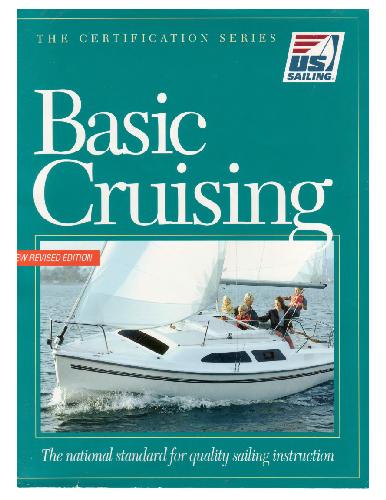 THE CERTIFICATION SERIES
US
SAILING
Basic
Cruising
EW REVISED EDITION
The national standard for quality sailing instruction